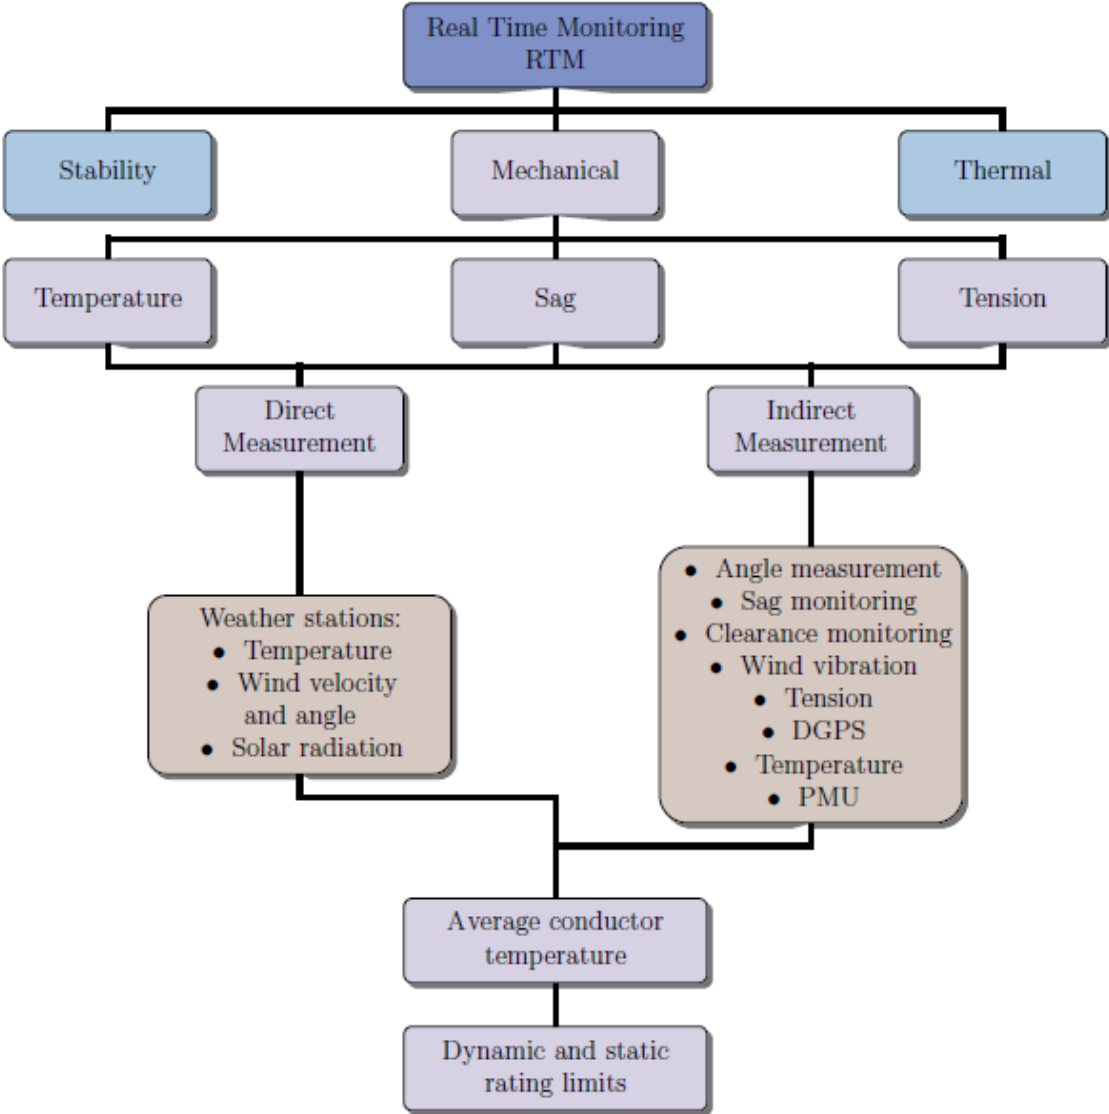 Real Time Monitoring
RTM
Stability
Mechanical
Thermal
Temperature
Sag
Tension
Direct
Measurement
Indirect
Measurement
Weather stations:
• Temperature
• Wind velocity
and angle
• Solar radiation
• Angle measurement
• Sag monitoring
• Clearance monitoring
• Wind vibration
• Tension
• DGPS
• Temperature
• PMU
Average conductor
temperature
Dynamic and static
rating limits